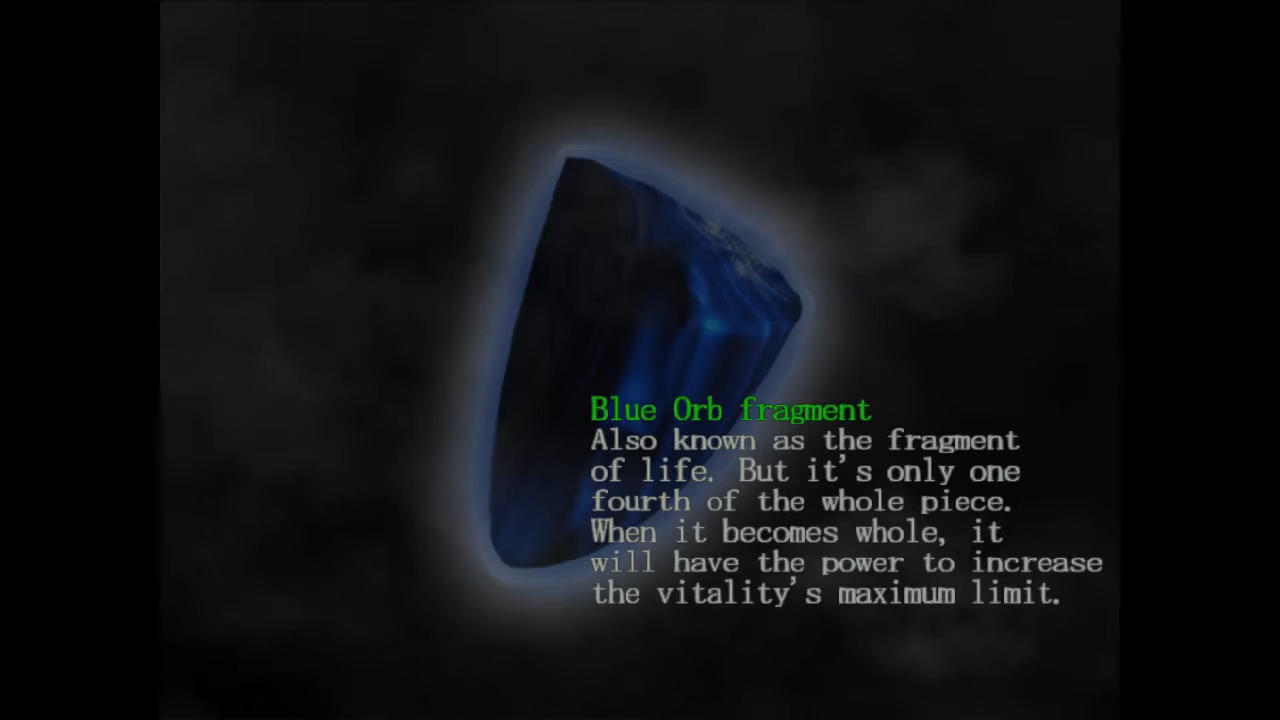 Blue Orb fragment
Also known as the fragment
of life. But it's only one
fourth of the whole piece.
When it becomes whole, it
will have the power to increase
the vitality's maximum limit.